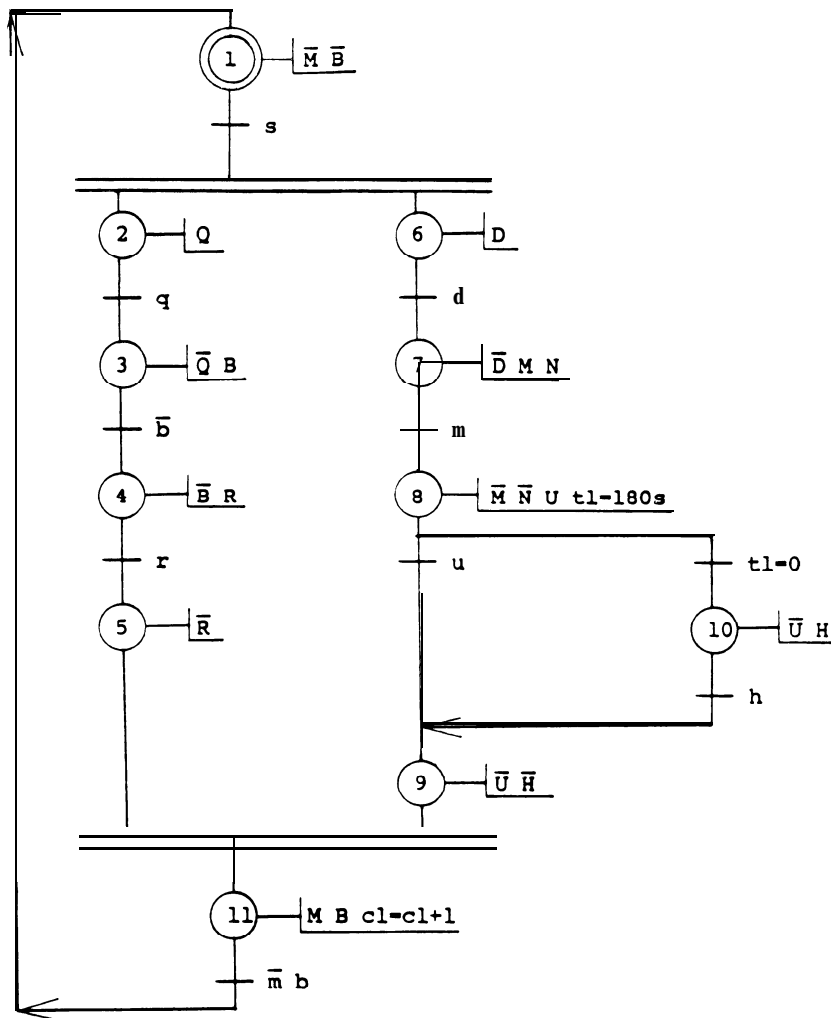 1 M̅ B̅
s
2 Q 6 D
q d
3 Q̅ B 7 D̅ M N
b̅ m
4 B̅ R 8 M̅ N̅ U t1=180s
r u t1=0
5 R̅ 10 U̅ H
h
9 U̅ H̅
11 M B c1=c1+1
m̅ b